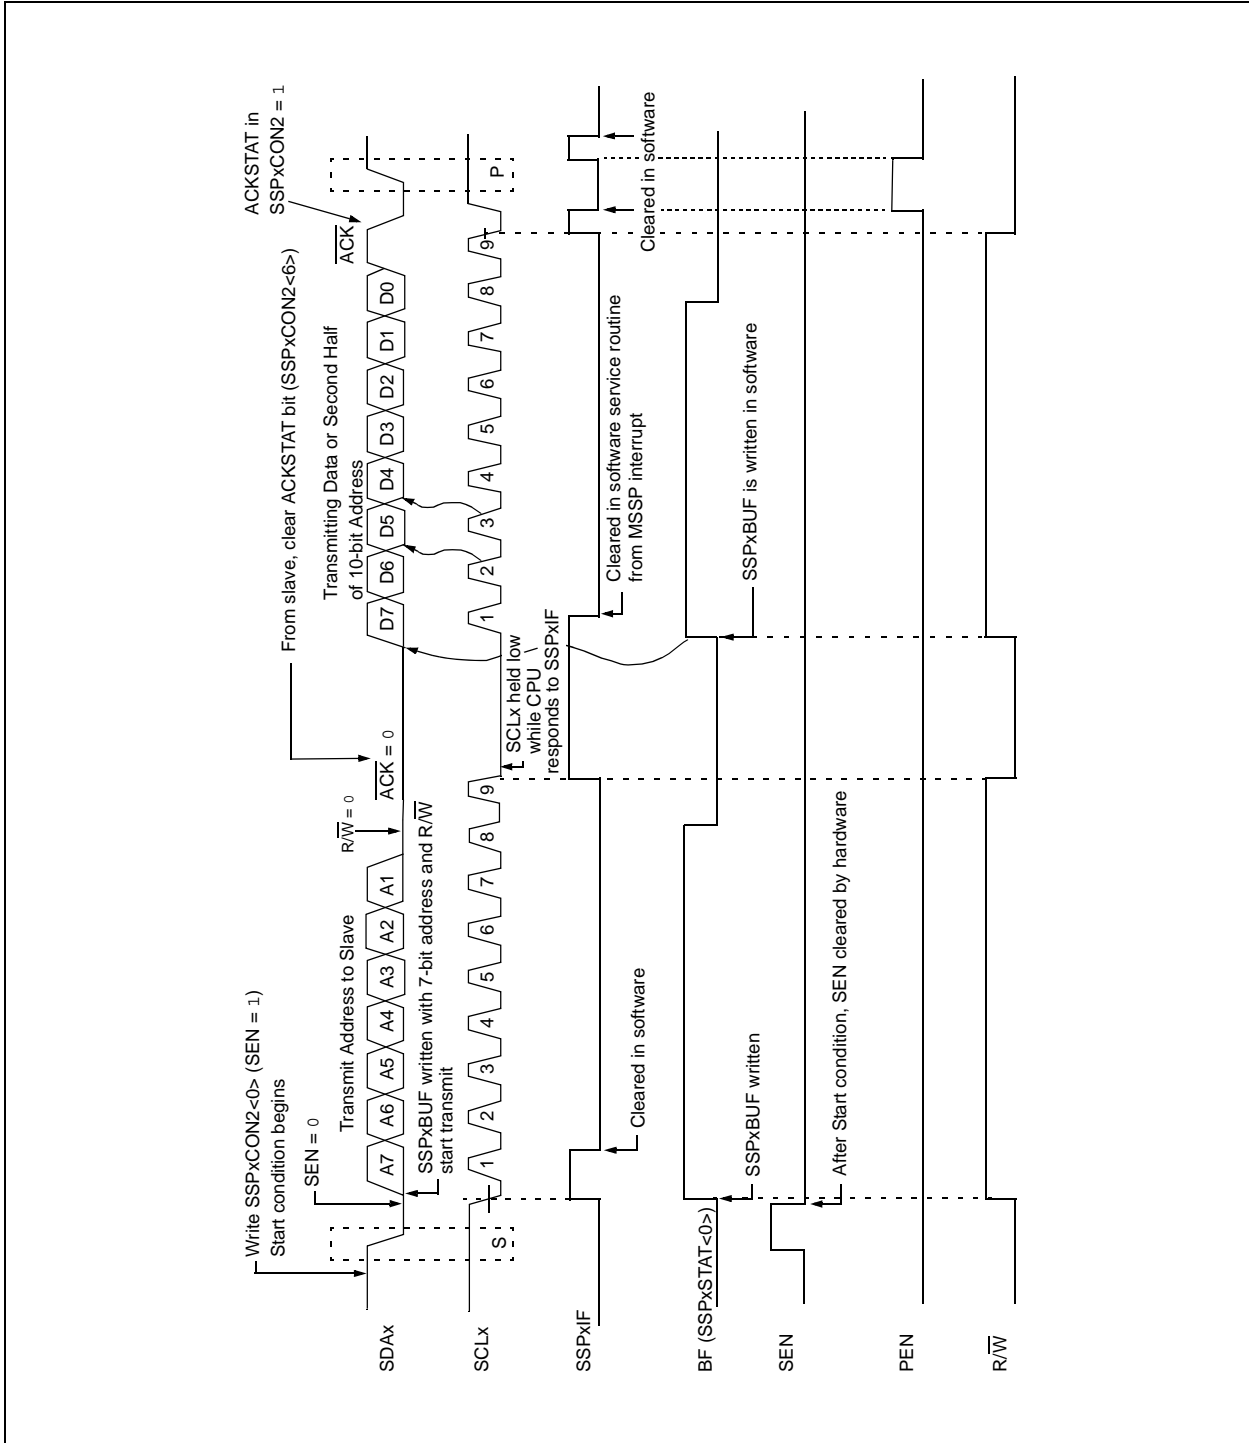 Write SSPxCON2<0> (SEN = 1)
Start condition begins
SEN = 0
Transmit Address to Slave
R/W = 0
From slave, clear ACKSTAT bit (SSPxCON2<6>)
ACK = 0
Transmitting Data or Second Half
of 10-bit Address
ACKSTAT in
SSPxCON2 = 1
ACK
SDAx
A7 A6 A5 A4 A3 A2 A1
D7 D6 D5 D4 D3 D2 D1 D0
SSPxBUF written with 7-bit address and R/W
start transmit
SCLx
S
1 2 3 4 5 6 7 8 9
1 2 3 4 5 6 7 8 9
P
SCLx held low
while CPU
responds to SSPxIF
SSPxIF
Cleared in software
Cleared in software service routine
from MSSP interrupt
Cleared in software
BF (SSPxSTAT<0>)
SSPxBUF written
SSPxBUF is written in software
SEN
After Start condition, SEN cleared by hardware
PEN
R/W